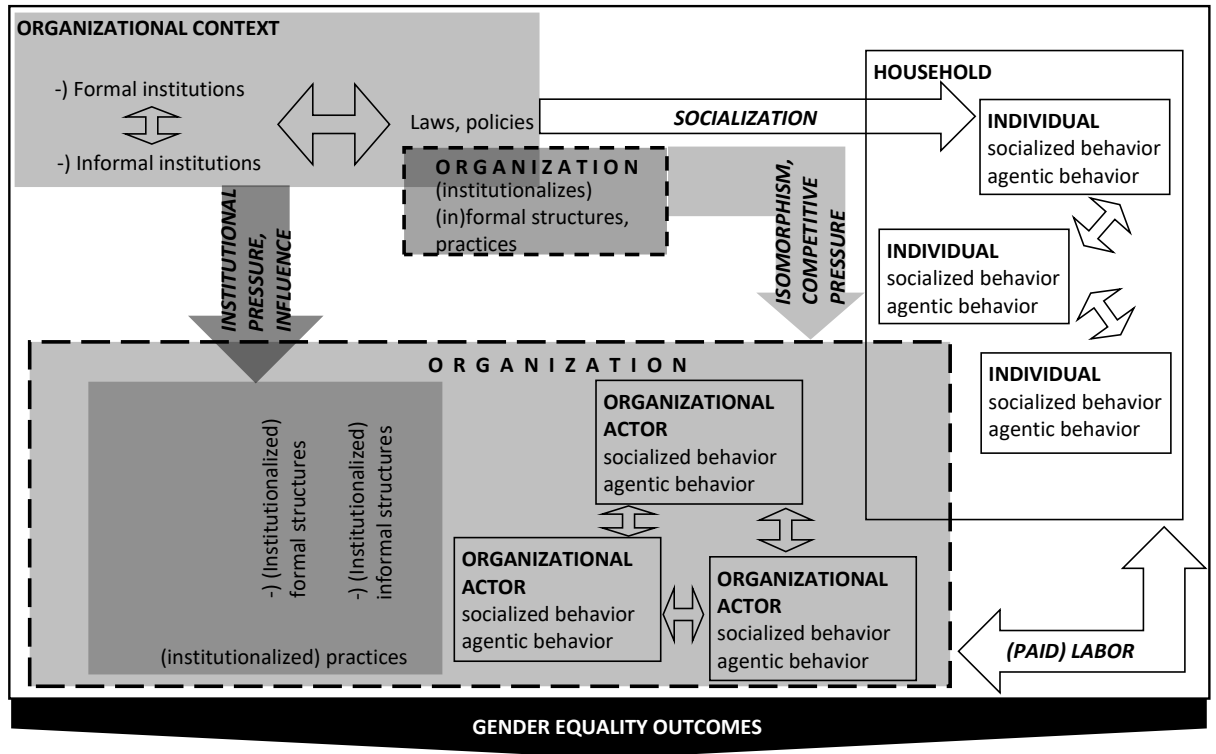 ORGANIZATIONAL CONTEXT
-) Formal institutions
-) Informal institutions
Laws, policies
SOCIALIZATION
ORGANIZATION
(institutionalizes)
(in)formal structures,
practices
INSTITUTIONAL
PRESSURE,
INFLUENCE
ISOMORPHISM,
COMPETITIVE
PRESSURE
HOUSEHOLD
INDIVIDUAL
socialized behavior
agentic behavior
INDIVIDUAL
socialized behavior
agentic behavior
INDIVIDUAL
socialized behavior
agentic behavior
ORGANIZATION
-) (Institutionalized)
formal structures
-) (Institutionalized)
informal structures
(institutionalized) practices
ORGANIZATIONAL
ACTOR
socialized behavior
agentic behavior
ORGANIZATIONAL
ACTOR
socialized behavior
agentic behavior
ORGANIZATIONAL
ACTOR
socialized behavior
agentic behavior
(PAID) LABOR
GENDER EQUALITY OUTCOMES